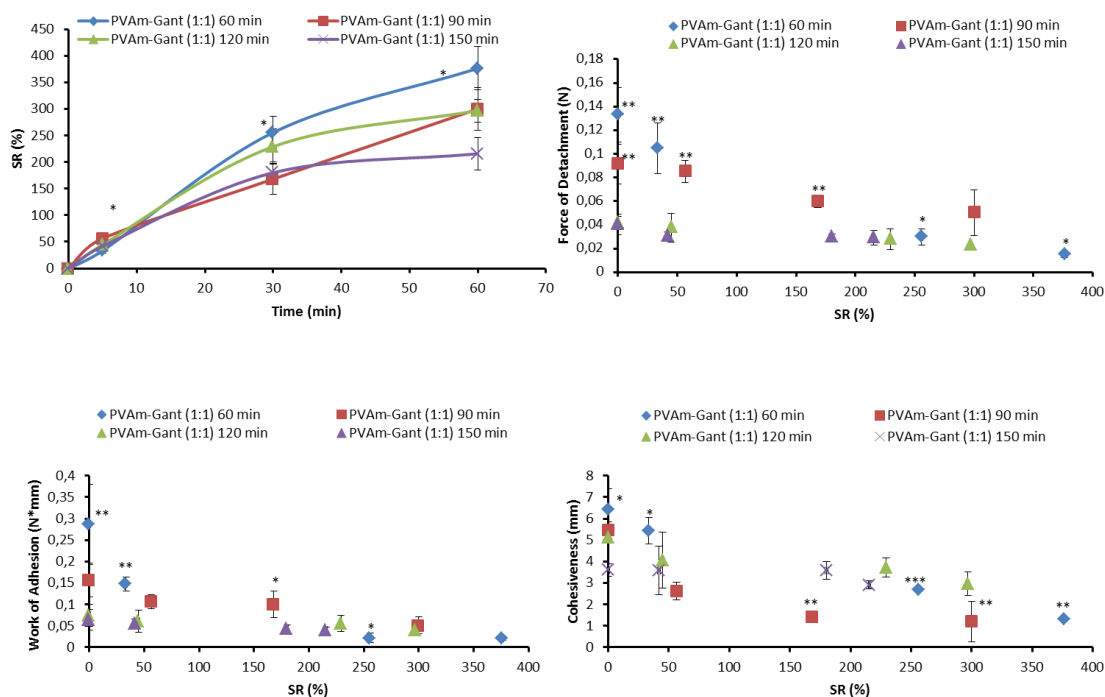 PVAm-Gant (1:1) 60 min PVAm-Gant (1:1) 90 min
PVAm-Gant (1:1) 120 min PVAm-Gant (1:1) 150 min
SR (%)
450
400
350
300
250
200
150
100
50
0
* * *
0 10 20 30 40 50 60 70
Time (min)
PVAm-Gant (1:1) 60 min PVAm-Gant (1:1) 90 min
PVAm-Gant (1:1) 120 min PVAm-Gant (1:1) 150 min
Force of Detachment (N)
0,2
0,18
0,16
0,14
0,12
0,1
0,08
0,06
0,04
0,02
0
** ** ** ** ** * *
0 50 100 150 200 250 300 350 400
SR (%)
PVAm-Gant (1:1) 60 min PVAm-Gant (1:1) 90 min
PVAm-Gant (1:1) 120 min PVAm-Gant (1:1) 150 min
Work of Adhesion (N*mm)
0,4
0,35
0,3
0,25
0,2
0,15
0,1
0,05
0
** ** * *
0 50 100 150 200 250 300 350 400
SR (%)
PVAm-Gant (1:1) 60 min PVAm-Gant (1:1) 90 min
PVAm-Gant (1:1) 120 min PVAm-Gant (1:1) 150 min
Cohesiveness (mm)
8
7
6
5
4
3
2
1
0
* * ** *** ** **
0 50 100 150 200 250 300 350 400
SR (%)